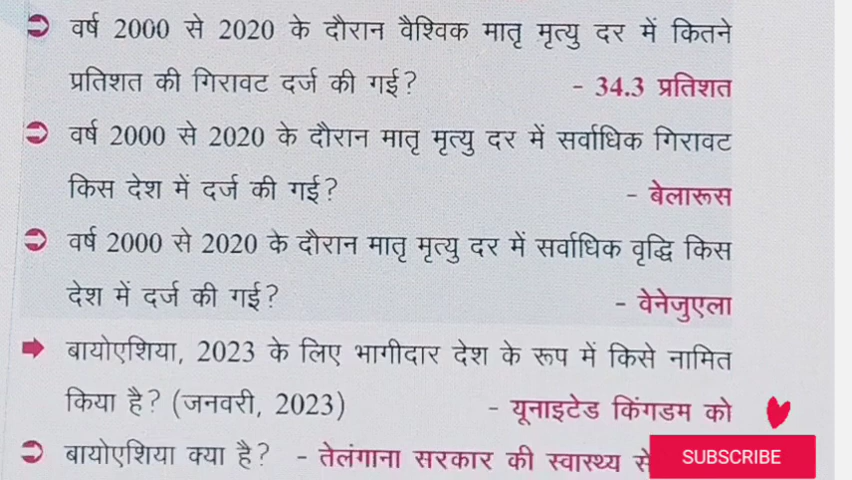 वर्ष 2000 से 2020 के दौरान वैश्विक मातृ मृत्यु दर में कितने
प्रतिशत की गिरावट दर्ज की गई? - 34.3 प्रतिशत
वर्ष 2000 से 2020 के दौरान मातृ मृत्यु दर में सर्वाधिक गिरावट
किस देश में दर्ज की गई? - बेलारूस
वर्ष 2000 से 2020 के दौरान मातृ मृत्यु दर में सर्वाधिक वृद्धि किस
देश में दर्ज की गई? - वेनेजुएला
बायोएशिया, 2023 के लिए भागीदार देश के रूप में किसे नामित
किया है? (जनवरी, 2023) - यूनाइटेड किंगडम को
बायोएशिया क्या है? - तेलंगाना सरकार की स्वास्थ्य से
SUBSCRIBE